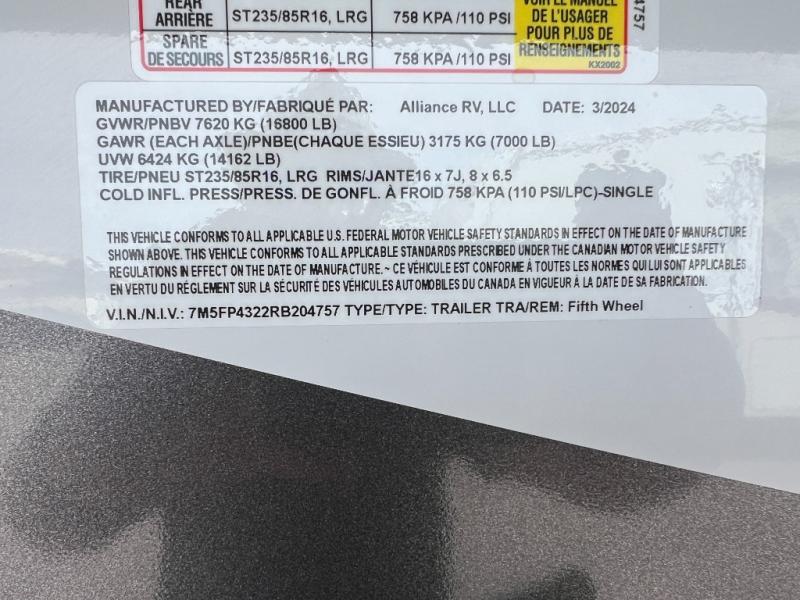 REAR
ARRIÈRE
ST235/85R16, LRG
758 KPA /110 PSI
SPARE
DE SECOURS
ST235/85R16, LRG
758 KPA /110 PSI
VOIR LE MANUEL
DE L'USAGER
POUR PLUS DE
RENSEIGNEMENTS
KX2002
4757
MANUFACTURED BY/FABRIQUÉ PAR: Alliance RV, LLC DATE: 3/2024
GVWR/PNBV 7620 KG (16800 LB)
GAWR (EACH AXLE)/PNBE(CHAQUE ESSIEU) 3175 KG (7000 LB)
UVW 6424 KG (14162 LB)
TIRE/PNEU ST235/85R16, LRG RIMS/JANTE16 x 7J, 8 x 6.5
COLD INFL. PRESS/PRESS. DE GONFL. À FROID 758 KPA (110 PSI/LPC)-SINGLE
THIS VEHICLE CONFORMS TO ALL APPLICABLE U.S. FEDERAL MOTOR VEHICLE SAFETY STANDARDS IN EFFECT ON THE DATE OF MANUFACTURE
SHOWN ABOVE. THIS VEHICLE CONFORMS TO ALL APPLICABLE STANDARDS PRESCRIBED UNDER THE CANADIAN MOTOR VEHICLE SAFETY
REGULATIONS IN EFFECT ON THE DATE OF MANUFACTURE. ~ CE VÉHICULE EST CONFORME À TOUTES LES NORMES QUI LUI SONT APPLICABLES
EN VERTU DU RÉGLEMENT SUR LA SÉCURITÉ DES VÉHICULES AUTOMOBILES DU CANADA EN VIGUEUR À LA DATE DE SA FABRICATION.
V.I.N./N.I.V.: 7M5FP4322RB204757 TYPE/TYPE: TRAILER TRA/REM: Fifth Wheel